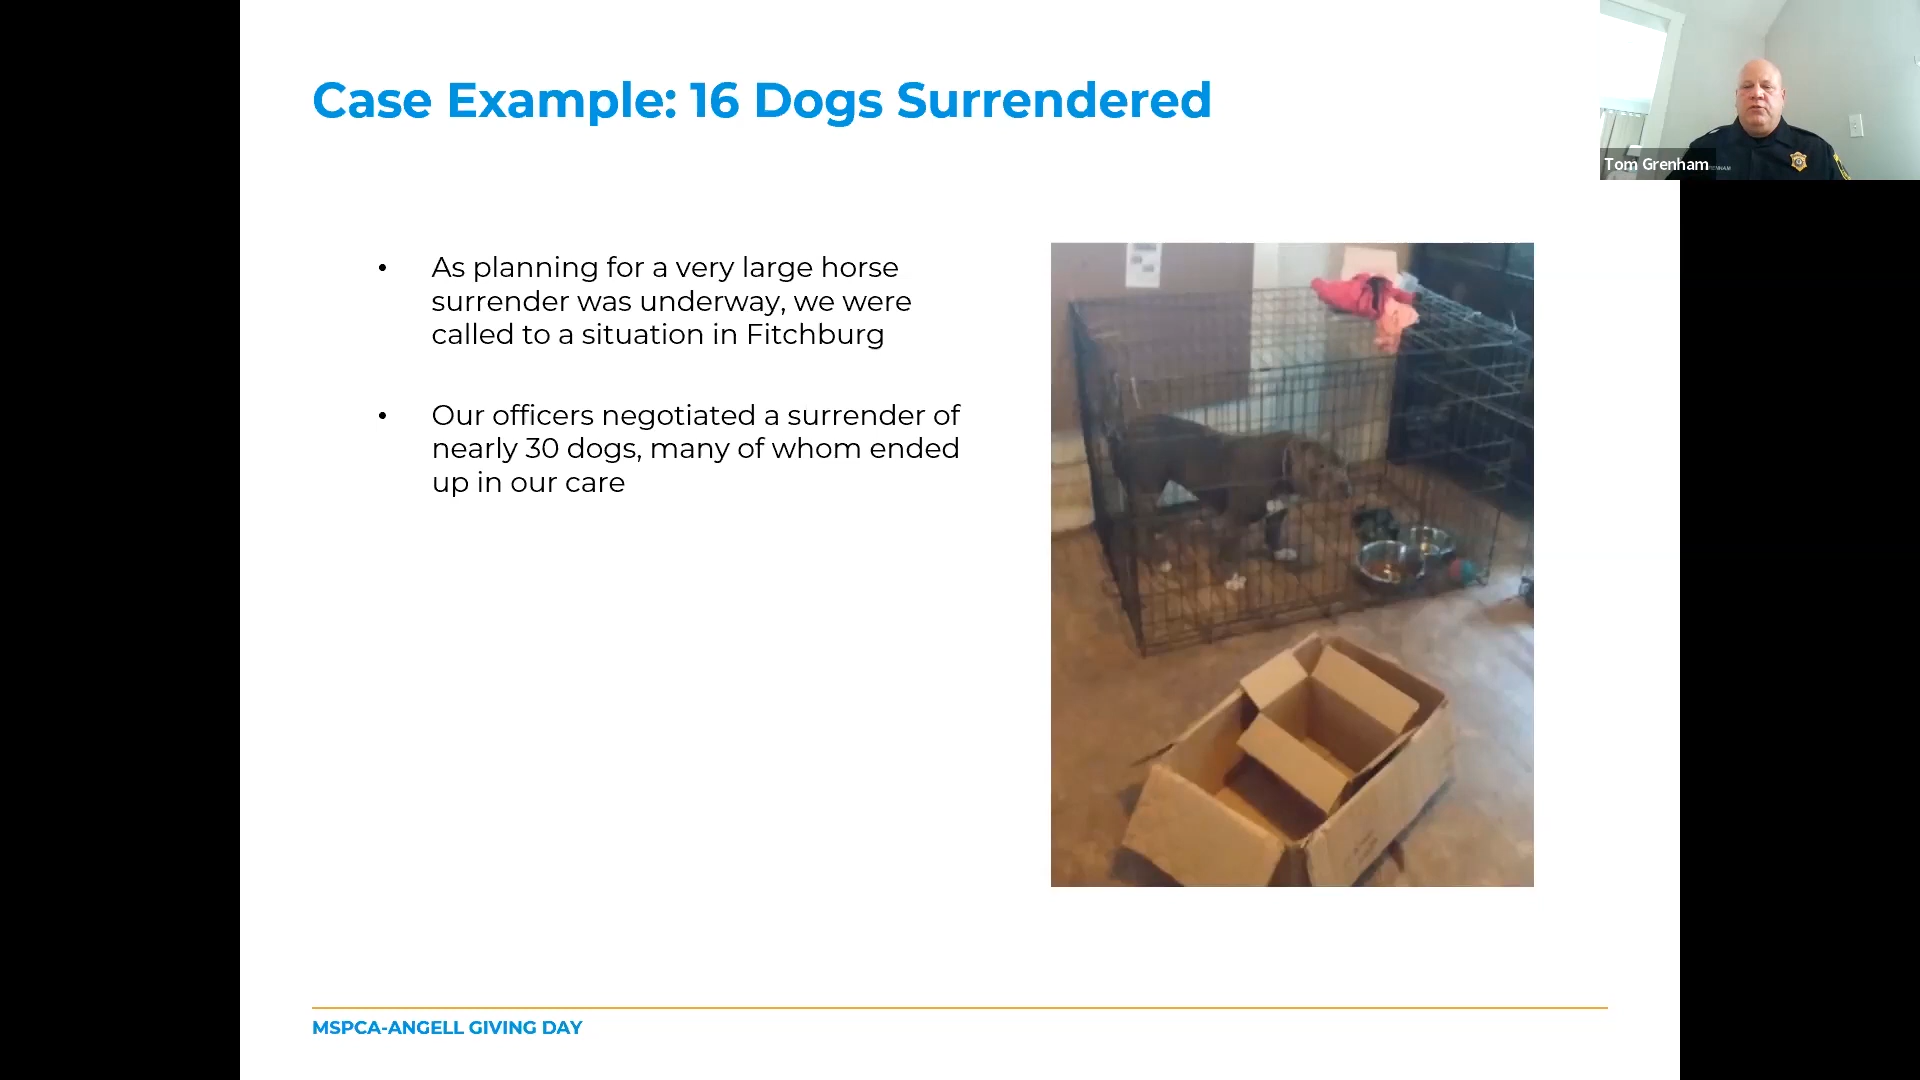 Case Example: 16 Dogs Surrendered
Tom Grenham
• As planning for a very large horse
surrender was underway, we were
called to a situation in Fitchburg
• Our officers negotiated a surrender of
nearly 30 dogs, many of whom ended
up in our care
MSPCA-ANGELL GIVING DAY